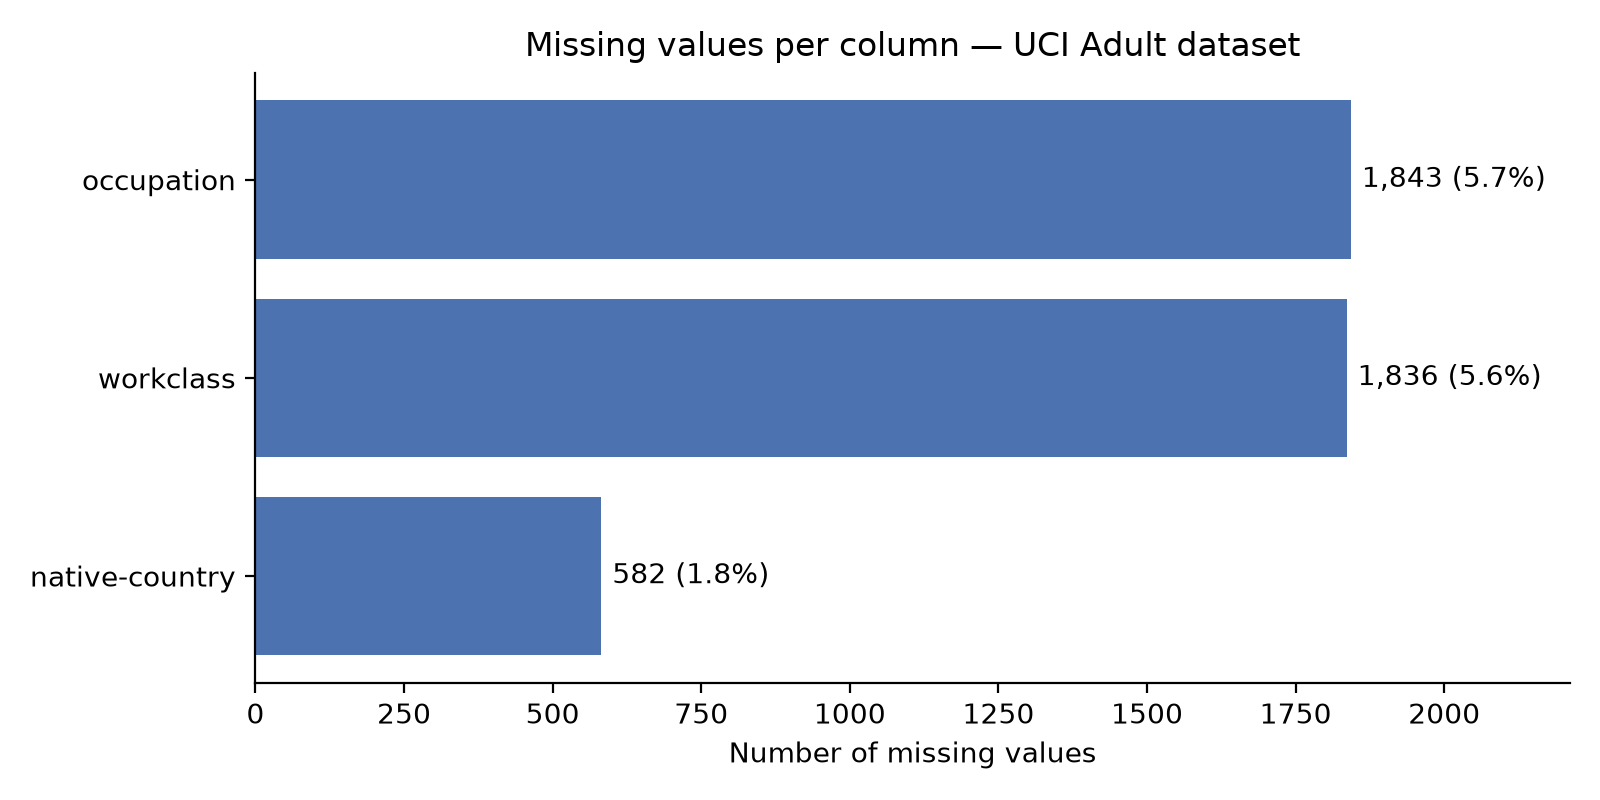 Missing values per column — UCI Adult dataset
occupation
1,843 (5.7%)
workclass
1,836 (5.6%)
native-country
582 (1.8%)
0 250 500 750 1000 1250 1500 1750 2000
Number of missing values